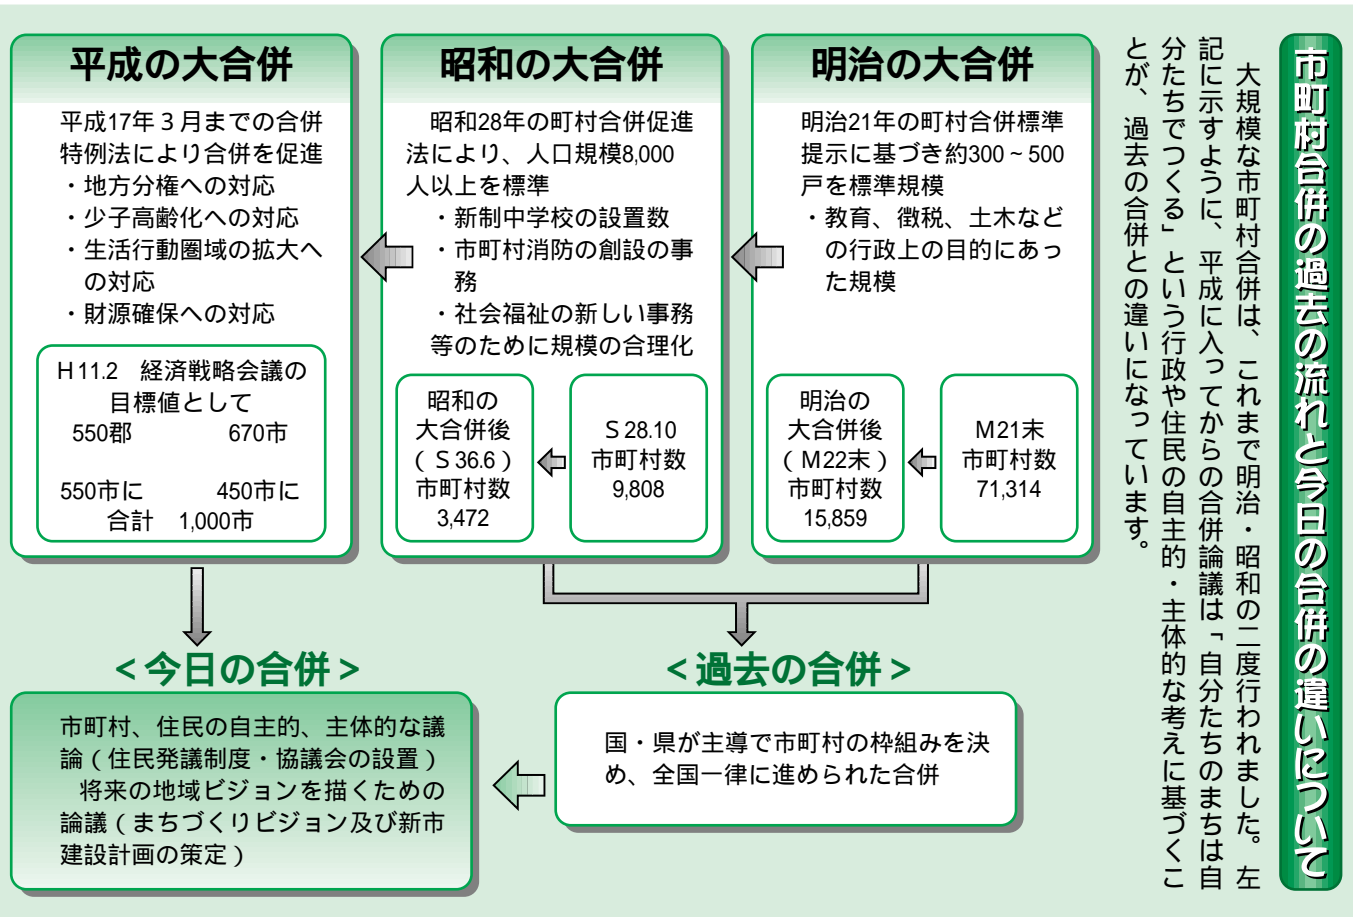 市町村合併の過去の流れと今日の合併の違いについて
　大規模な市町村合併は、これまで明治・昭和の二度行われました。左
記に示すように、平成に入ってからの合併論議は「自分たちのまちは自
分たちでつくる」という行政や住民の自主的・主体的な考えに基づくこ
とが、過去の合併との違いになっています。
明治の大合併
明治21年の町村合併標準
提示に基づき約300～500
戸を標準規模
・教育、徴税、土木など
の行政上の目的にあっ
た規模
M21末
市町村数
71,314
明治の
大合併後
（M22末）
市町村数
15,859
昭和の大合併
昭和28年の町村合併促進
法により、人口規模8,000
人以上を標準
・新制中学校の設置数
・市町村消防の創設の事
務
・社会福祉の新しい事務
等のために規模の合理化
S28.10
市町村数
9,808
昭和の
大合併後
（S36.6）
市町村数
3,472
平成の大合併
平成17年3月までの合併
特例法により合併を促進
・地方分権への対応
・少子高齢化への対応
・生活行動圏域の拡大へ
の対応
・財源確保への対応
H11.2　経済戦略会議の
目標値として
550郡　670市
550市に　450市に
合計　1,000市
<過去の合併>
国・県が主導で市町村の枠組みを決
め、全国一律に進められた合併
<今日の合併>
市町村、住民の自主的、主体的な議
論（住民発議制度・協議会の設置）
将来の地域ビジョンを描くための
論議（まちづくりビジョン及び新市
建設計画の策定）